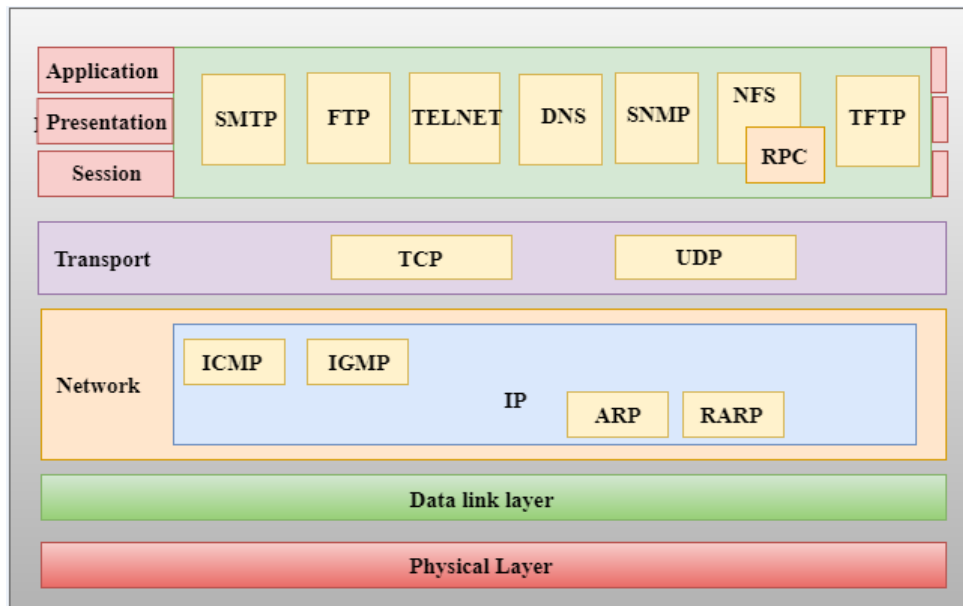 Application
Presentation
Session
SMTP
FTP
TELNET
DNS
SNMP
NFS
RPC
TFTP
Transport
TCP
UDP
Network
ICMP
IGMP
IP
ARP
RARP
Data link layer
Physical Layer